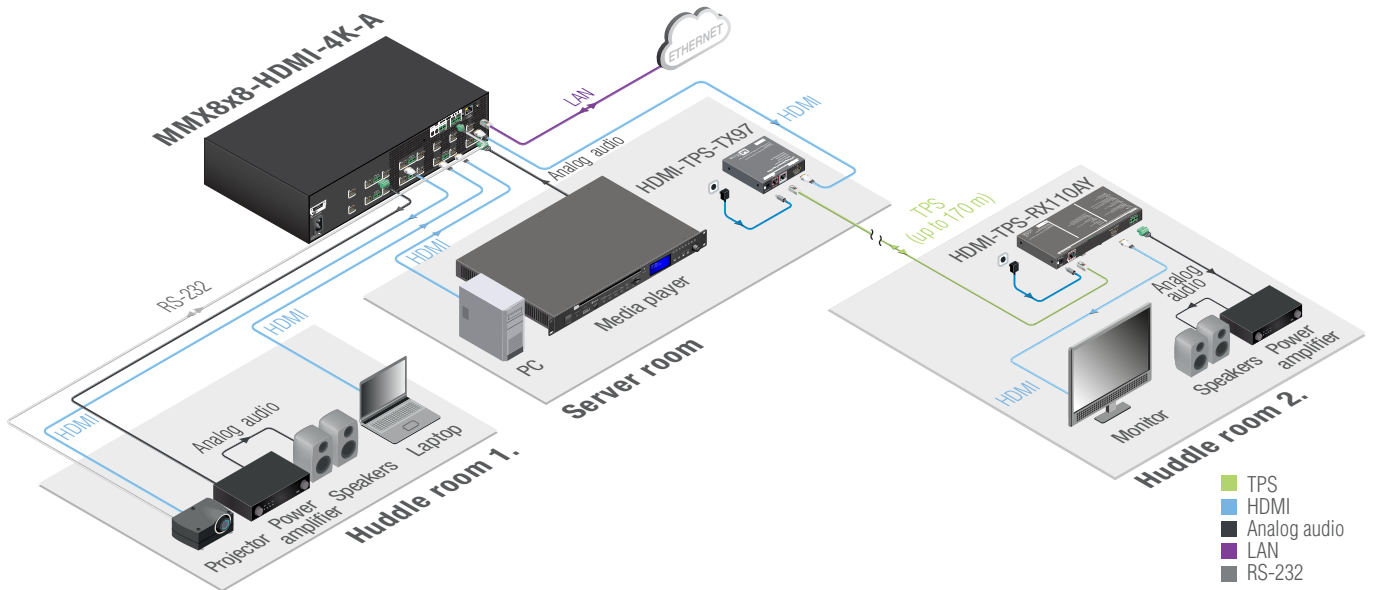 MMX8x8-HDMI-4K-A
ETHERNET
LAN
HDMI
Analog audio
HDMI-TPS-TX97
TPS
(up to 170 m)
HDMI-TPS-RX110AY
HDMI
Media player
PC
Server room
RS-232
HDMI
HDMI
Analog audio
Laptop
Speakers
Power
amplifier
Projector
Huddle room 1.
Analog
audio
HDMI
Power
amplifier
Speakers
Monitor
Huddle room 2.
TPS
HDMI
Analog audio
LAN
RS-232